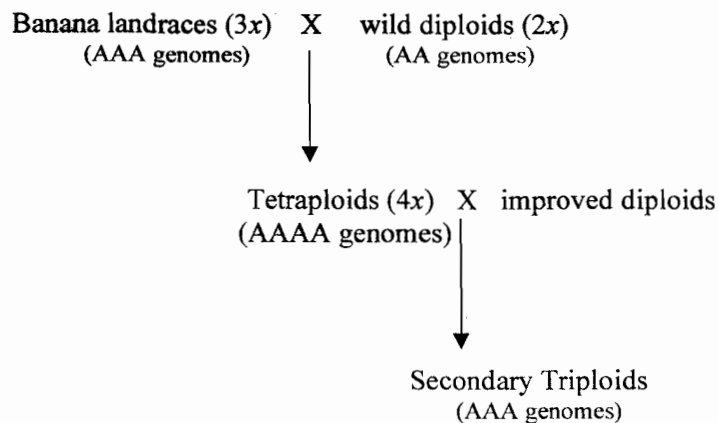 Banana landraces (3x) X wild diploids (2x)
(AAA genomes) (AA genomes)
Tetraploids (4x) X improved diploids
(AAAA genomes)
Secondary Triploids
(AAA genomes)